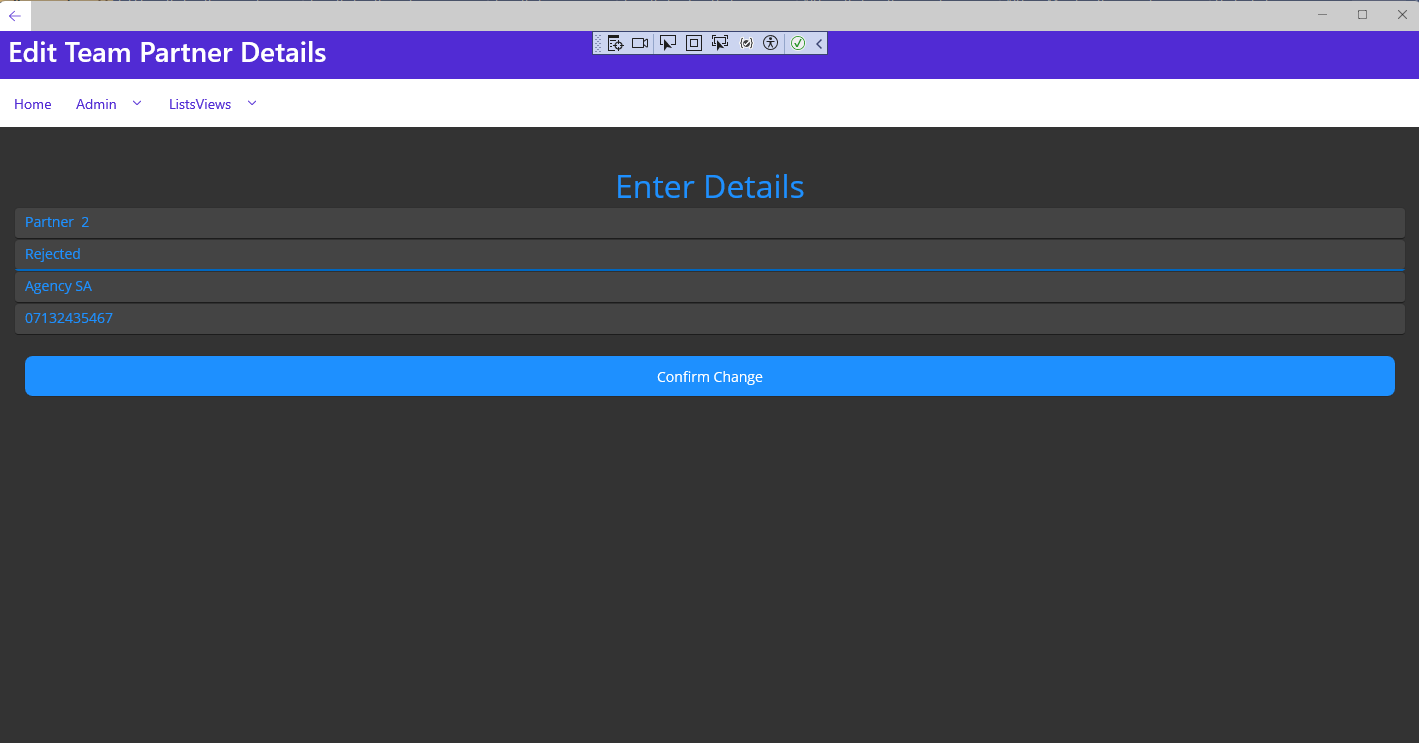 Edit Team Partner Details
Home Admin ListsViews
Enter Details
Partner 2
Rejected
Agency SA
07132435467
Confirm Change